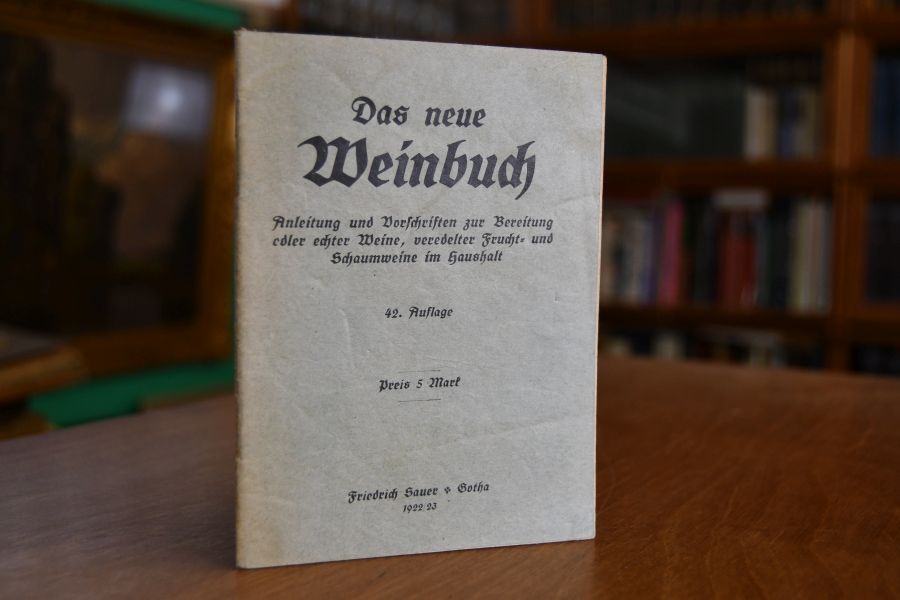 Das neue
Weinbuch
Anleitung und Vorschriften zur Bereitung
edler echter Weine, veredelter Frucht- und
Schaumweine im Haushalt
42. Auflage
Preis 5 Mark
Friedrich Sauer ❖ Gotha
1922/23